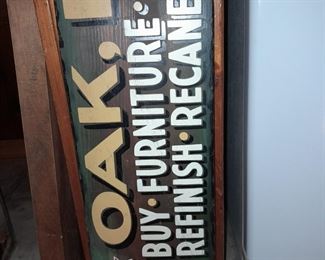 OAK,
BUY · FURNITURE ·
REFINISH · RECANE